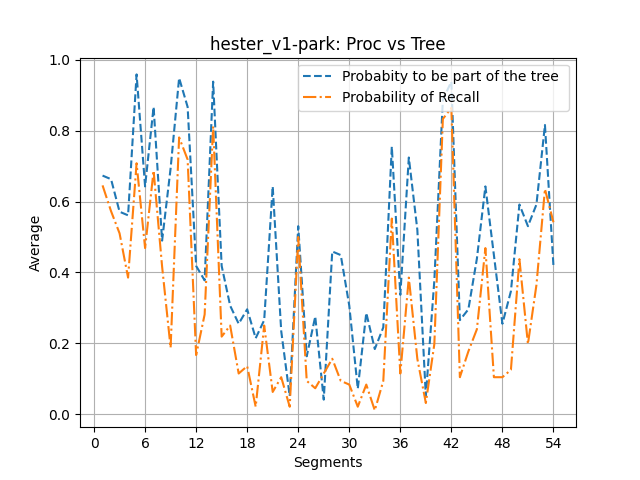 hester_v1-park: Proc vs Tree
Probabity to be part of the tree
Probability of Recall
Average
1.0
0.8
0.6
0.4
0.2
0.0
0 6 12 18 24 30 36 42 48 54
Segments